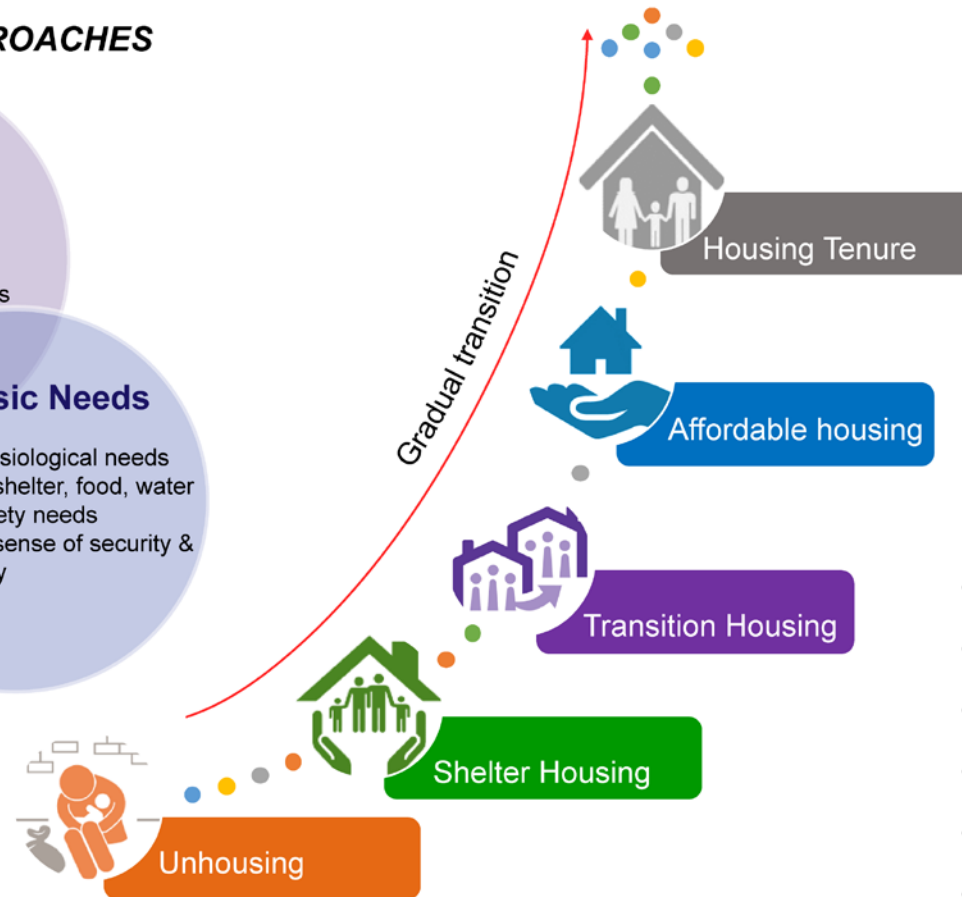 ROACHES
s
sic Needs
siological needs
shelter, food, water
ety needs
sense of security &
y
Gradual transition
Housing Tenure
Affordable housing
Transition Housing
Shelter Housing
Unhousing